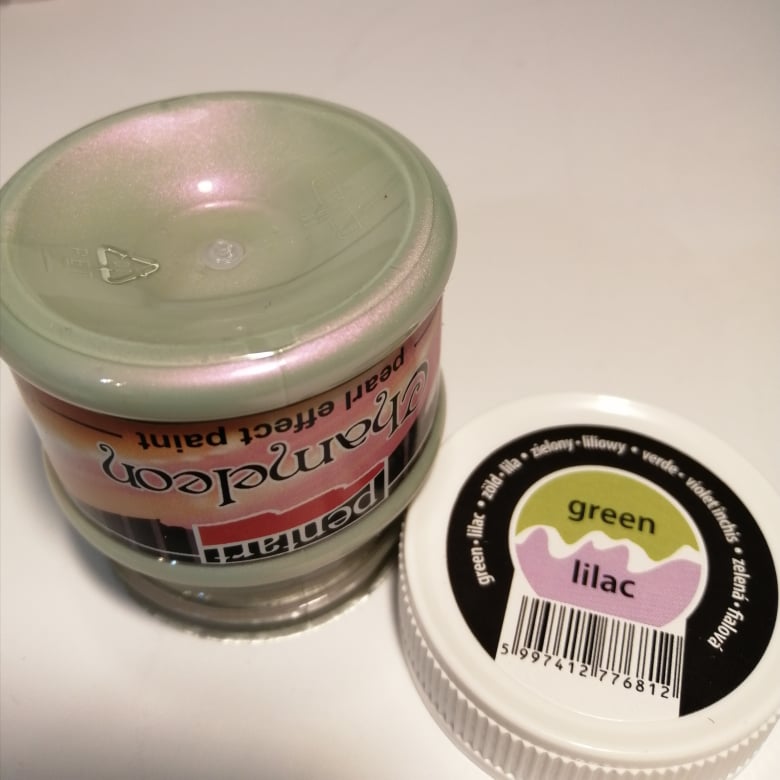 PET
pearl effect paint
Chameleon
pentart
green • lilac • zöld • lila • zielony • liliowy • verde • violet inchis • zelená • fialová
green
lilac
5 997412 776812